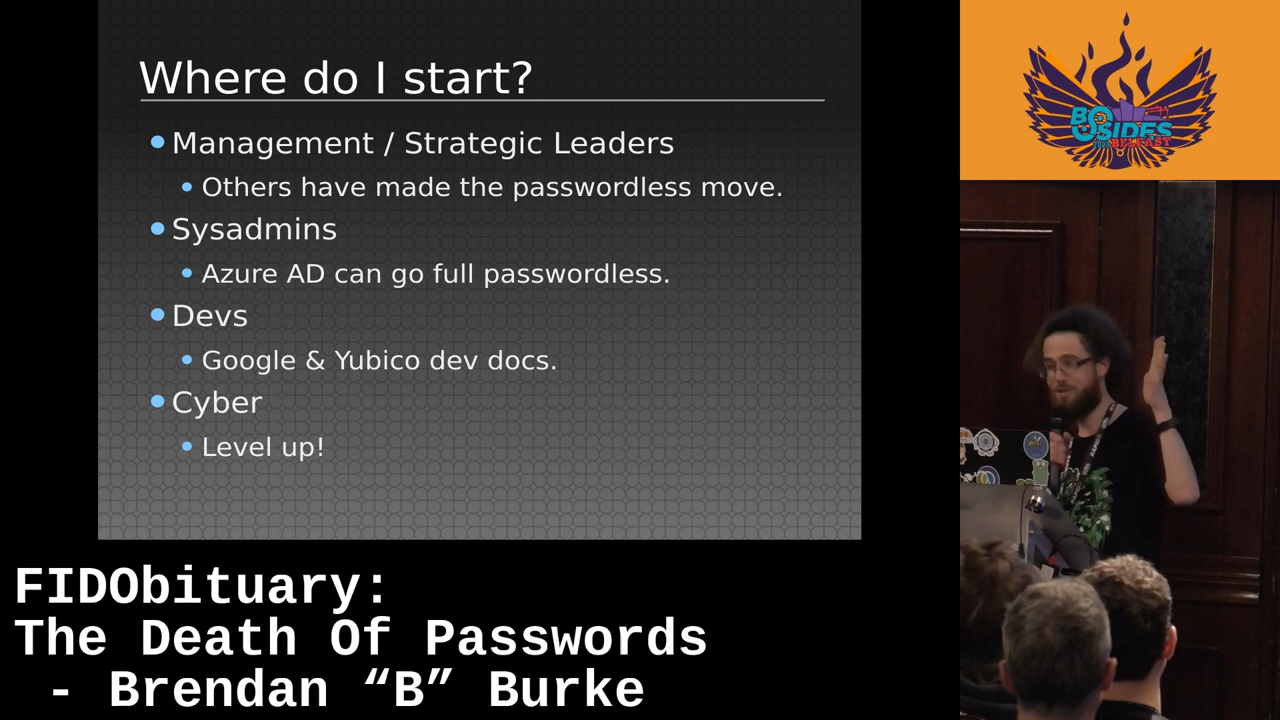 Where do I start?
Management / Strategic Leaders
Others have made the passwordless move.
Sysadmins
Azure AD can go full passwordless.
Devs
Google & Yubico dev docs.
Cyber
Level up!
BSIDES
BELFAST
FIDObituary:
The Death Of Passwords
- Brendan “B” Burke